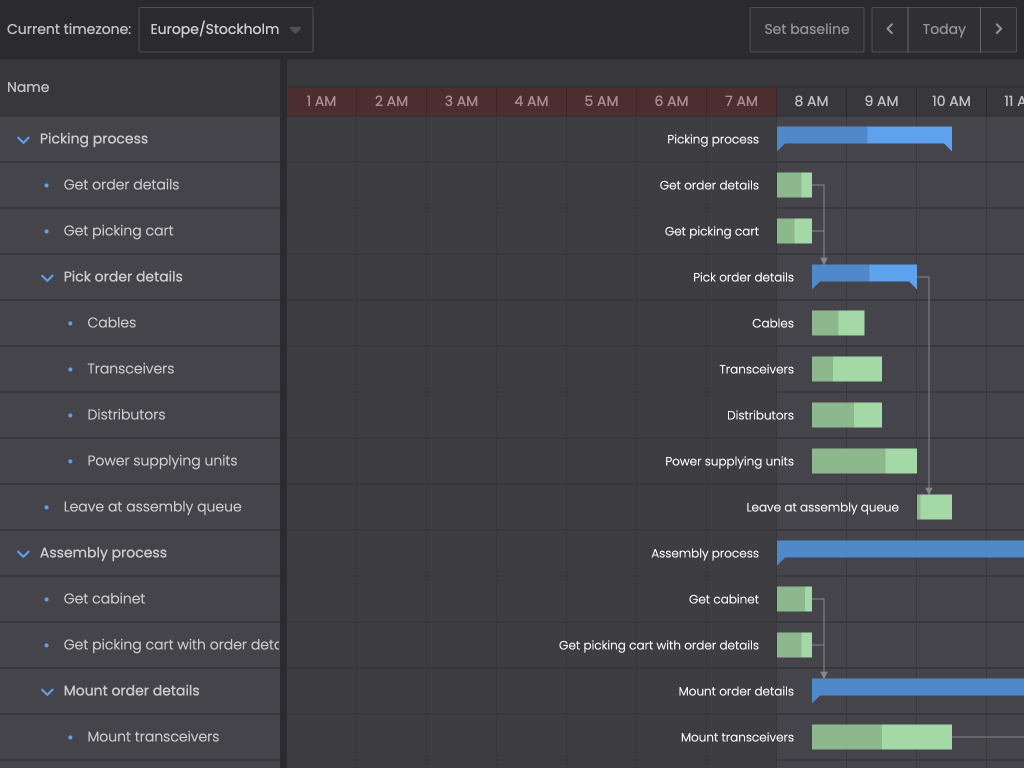 Current timezone: Europe/Stockholm Set baseline Today
Name
1 AM 2 AM 3 AM 4 AM 5 AM 6 AM 7 AM 8 AM 9 AM 10 AM 11 A
Picking process Picking process
Get order details Get order details
Get picking cart Get picking cart
Pick order details Pick order details
Cables Cables
Transceivers Transceivers
Distributors Distributors
Power supplying units Power supplying units
Leave at assembly queue Leave at assembly queue
Assembly process Assembly process
Get cabinet Get cabinet
Get picking cart with order deta Get picking cart with order details
Mount order details Mount order details
Mount transceivers Mount transceivers